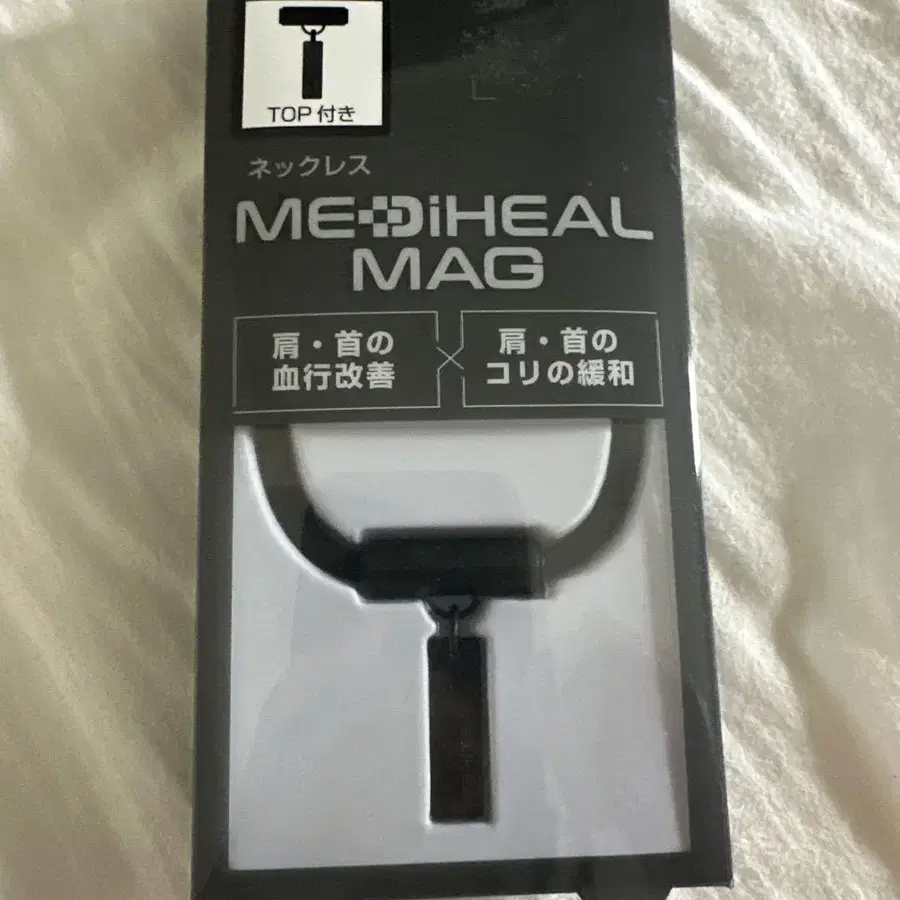 TOP付き
ネックレス
MEDiHEAL
MAG
肩・首の
血行改善
×
肩・首の
コリの緩和